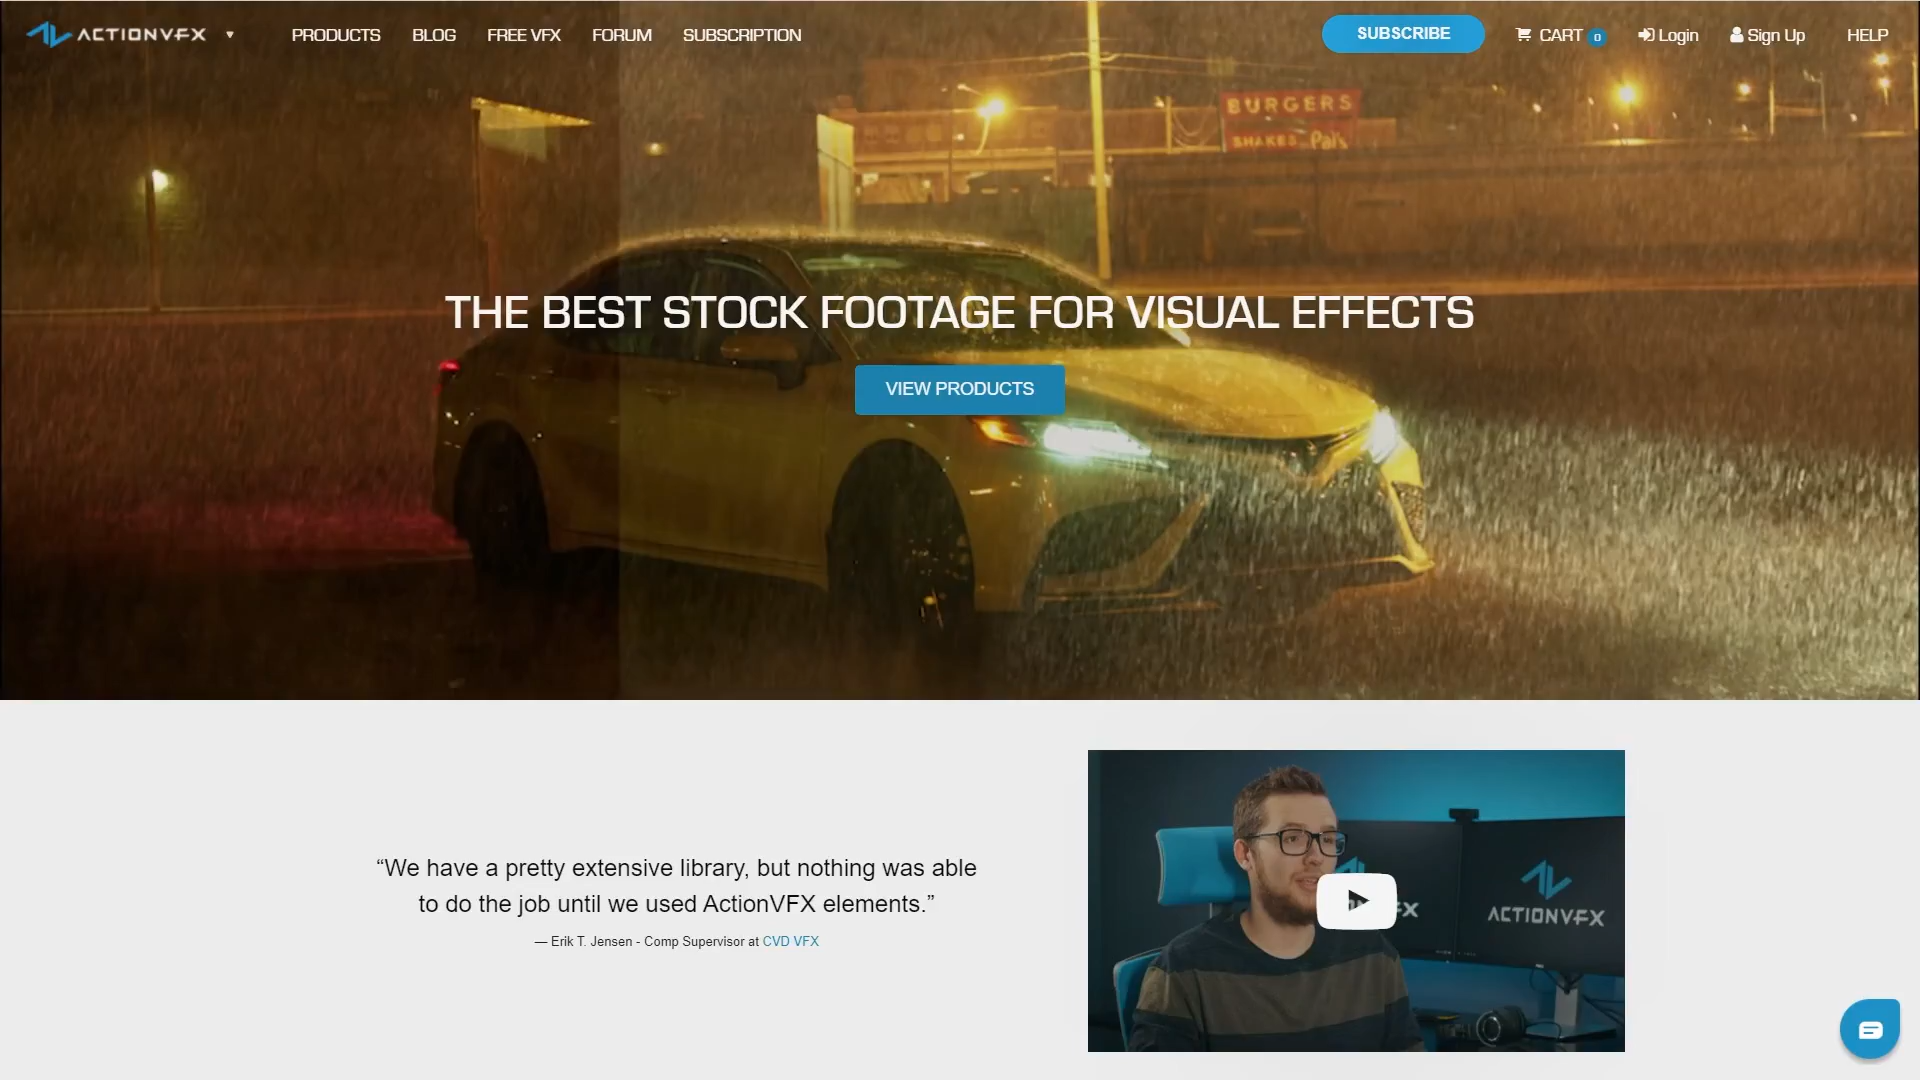 ACTIONVFX
PRODUCTS
BLOG
FREE VFX
FORUM
SUBSCRIPTION
SUBSCRIBE
CART 0
Login
Sign Up
HELP
BURGERS
SHAKES Pal's
THE BEST STOCK FOOTAGE FOR VISUAL EFFECTS
VIEW PRODUCTS
“We have a pretty extensive library, but nothing was able
to do the job until we used ActionVFX elements.”
— Erik T. Jensen - Comp Supervisor at CVD VFX
ACTIONVFX